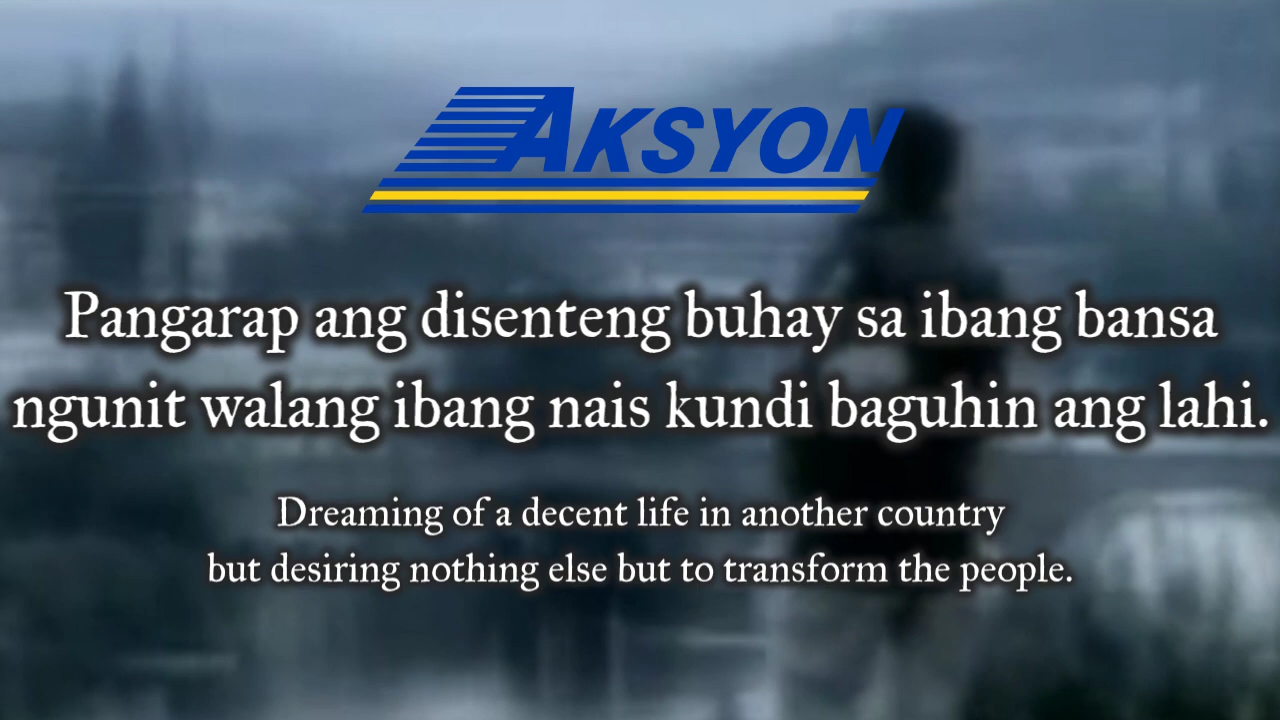 AKSYON
Pangarap ang disenteng buhay sa ibang bansa
ngunit walang ibang nais kundi baguhin ang lahi.
Dreaming of a decent life in another country
but desiring nothing else but to transform the people.